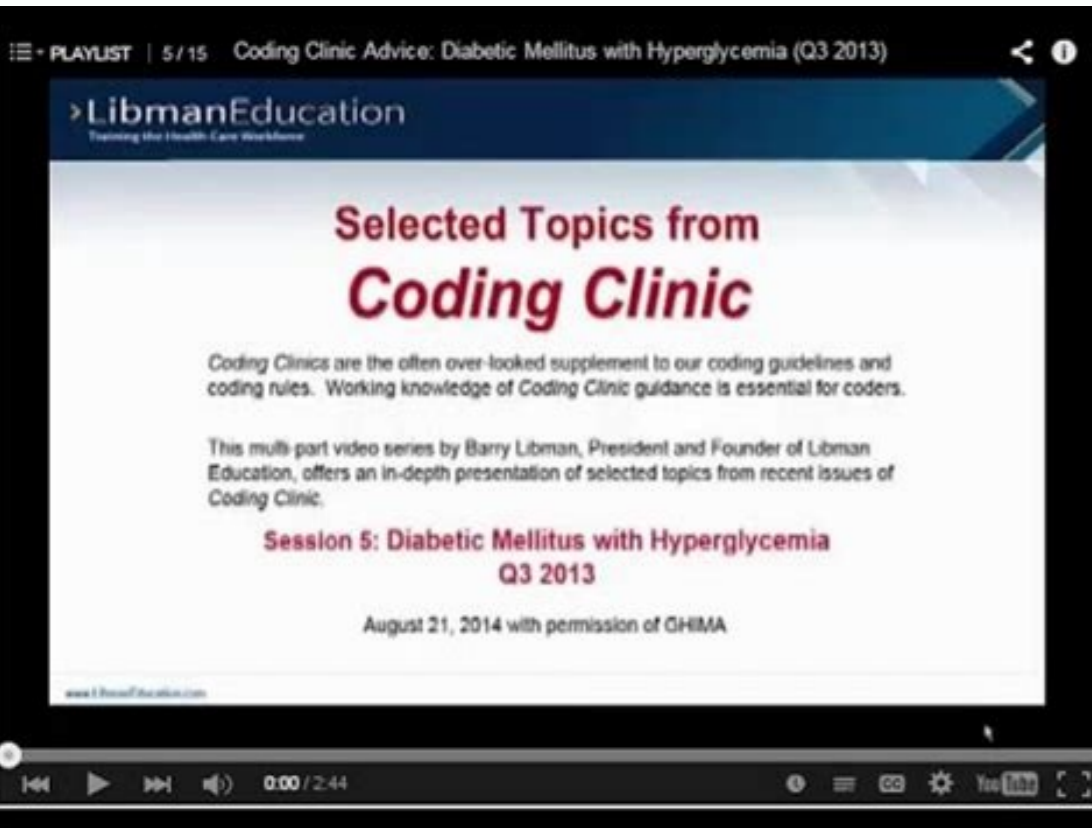 PLAYLIST | 5 / 15 Coding Clinic Advice: Diabetic Mellitus with Hyperglycemia (Q3 2013)
>LibmanEducation
Training the Health Care Workforce
Selected Topics from
Coding Clinic
Coding Clinics are the often over-looked supplement to our coding guidelines and
coding rules. Working knowledge of Coding Clinic guidance is essential for coders.
This multi-part video series by Barry Libman, President and Founder of Libman
Education, offers an in-depth presentation of selected topics from recent issues of
Coding Clinic.
Session 5: Diabetic Mellitus with Hyperglycemia
Q3 2013
August 21, 2014 with permission of GHIMA
www.LibmanEducation.com
0:00 / 2:44 CC YouTube